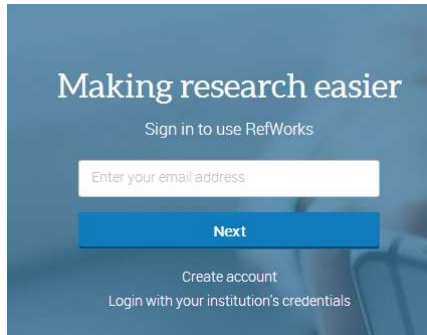 Making research easier
Sign in to use RefWorks
Enter your email address
Next
Create account
Login with your institution's credentials